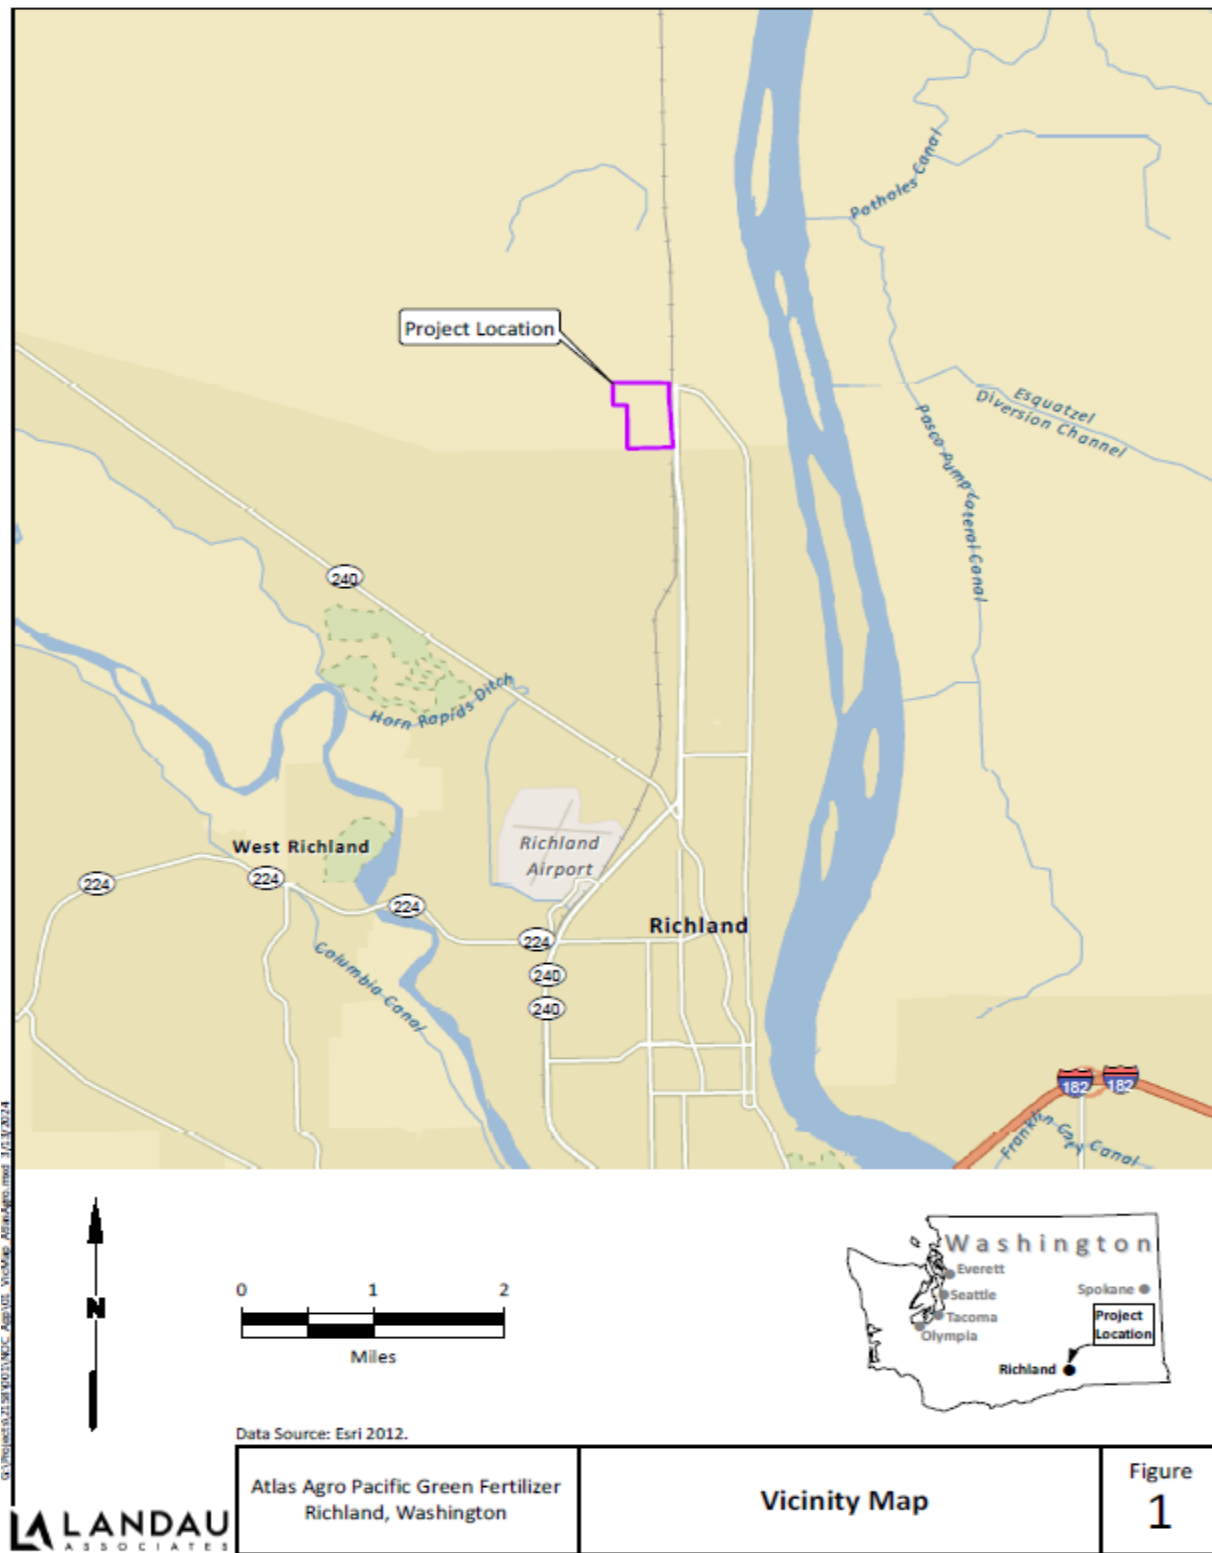 Potholes Canal
Project Location
Esquatzel
Diversion Channel
Pasco Pump Lateral Canal
240
Horn Rapids Ditch
West Richland
Richland
Airport
224
224
224
224
Richland
240
240
Columbia Canal
182
182
Franklin Canal
N
0 1 2
Miles
Washington
Everett
Seattle
Tacoma
Olympia
Spokane
Project
Location
Richland
Data Source: Esri 2012.
LANDAU
ASSOCIATES
Atlas Agro Pacific Green Fertilizer
Richland, Washington
Vicinity Map
Figure
1